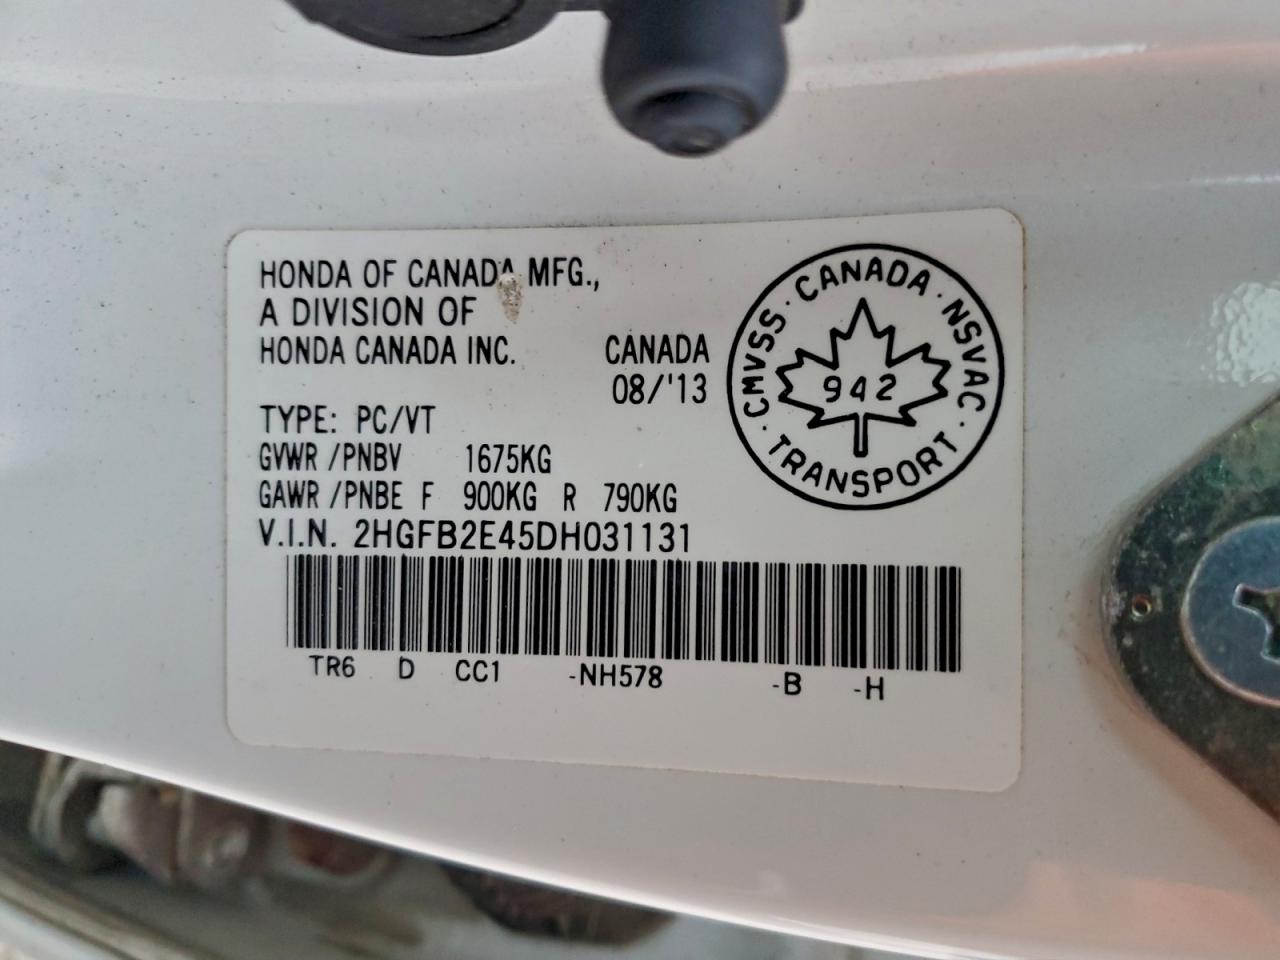 HONDA OF CANADA MFG.,
A DIVISION OF
HONDA CANADA INC.
CANADA
08/'13
TYPE: PC/VT
GVWR /PNBV 1675KG
GAWR /PNBE F 900KG R 790KG
V.I.N. 2HGFB2E45DH031131
TR6 D CC1 -NH578 -B -H
CMVSS · CANADA · NSVAC · TRANSPORT ·
942